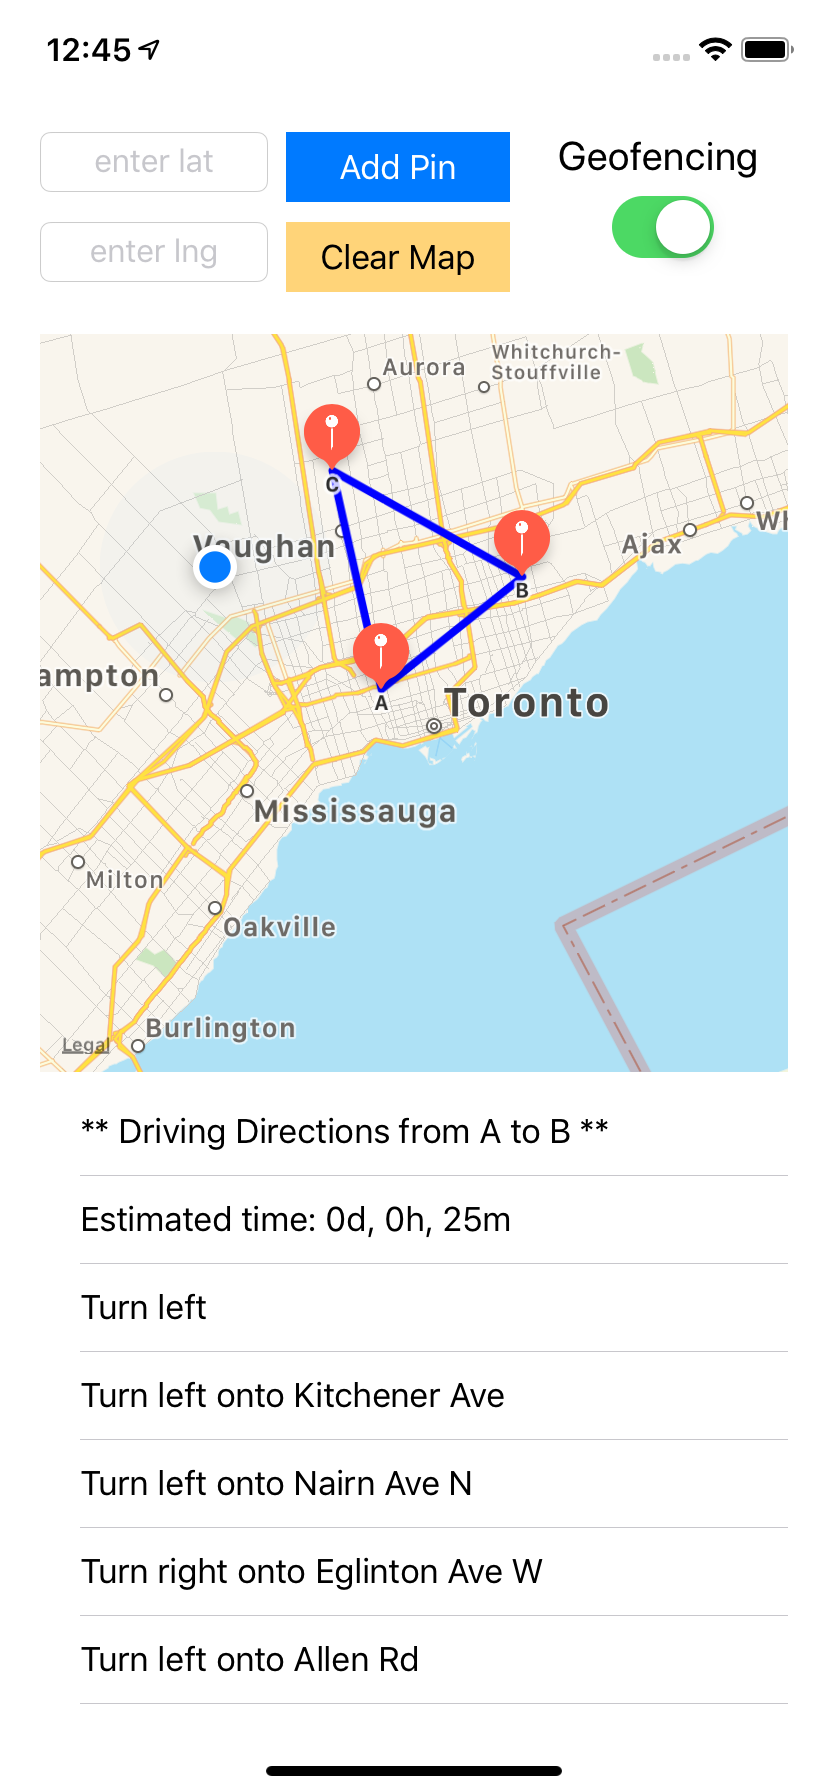 12:45
enter lat
Add Pin
Geofencing
enter lng
Clear Map
Aurora
Whitchurch-
Stouffville
C
Vaughan
B
Ajax
Wh
ampton
A
Toronto
Mississauga
Milton
Oakville
Burlington
Legal
** Driving Directions from A to B **
Estimated time: 0d, 0h, 25m
Turn left
Turn left onto Kitchener Ave
Turn left onto Nairn Ave N
Turn right onto Eglinton Ave W
Turn left onto Allen Rd